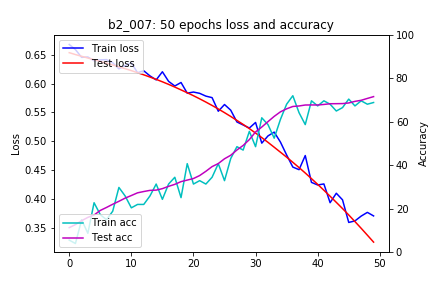 b2_007: 50 epochs loss and accuracy
Train loss
Test loss
Train acc
Test acc
Loss
0.65
0.60
0.55
0.50
0.45
0.40
0.35
Accuracy
100
80
60
40
20
0
0 10 20 30 40 50